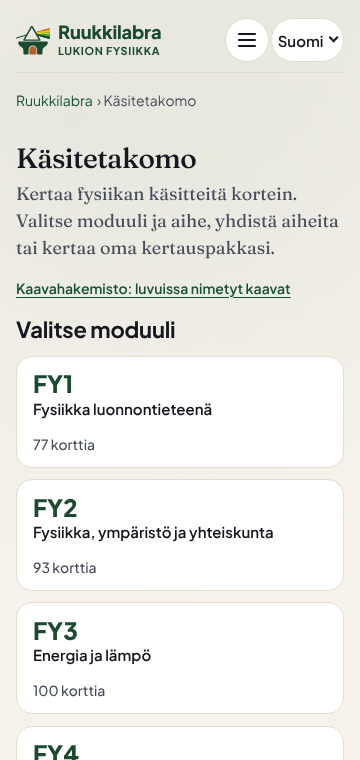 Ruukkilabra
LUKION FYSIIKKA
Suomi
Ruukkilabra › Käsitetakomo
Käsitetakomo
Kertaa fysiikan käsitteitä kortein.
Valitse moduuli ja aihe, yhdistä aiheita
tai kertaa oma kertauspakkasi.
Kaavahakemisto: luvuissa nimetyt kaavat
Valitse moduuli
FY1
Fysiikka luonnontieteenä
77 korttia
FY2
Fysiikka, ympäristö ja yhteiskunta
93 korttia
FY3
Energia ja lämpö
100 korttia
FY4